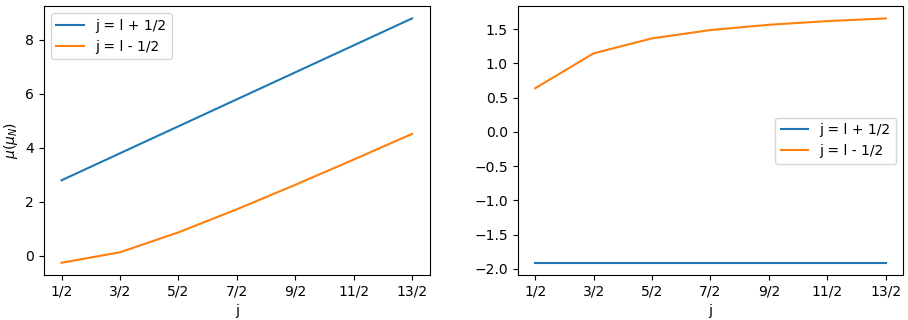 j = l + 1/2
j = l - 1/2
8
6
4
2
0
μ(μ_N)
1/2 3/2 5/2 7/2 9/2 11/2 13/2
j
1.5
1.0
0.5
0.0
−0.5
−1.0
−1.5
−2.0
j = l + 1/2
j = l - 1/2
1/2 3/2 5/2 7/2 9/2 11/2 13/2
j